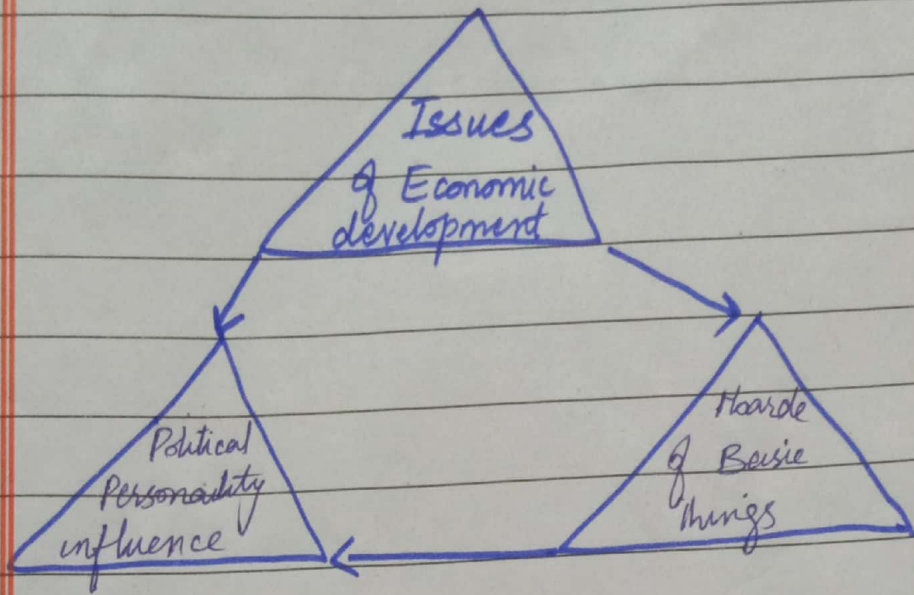 Issues
of Economic
development
Political
Personality
influence
Hoarde
of Basic
things